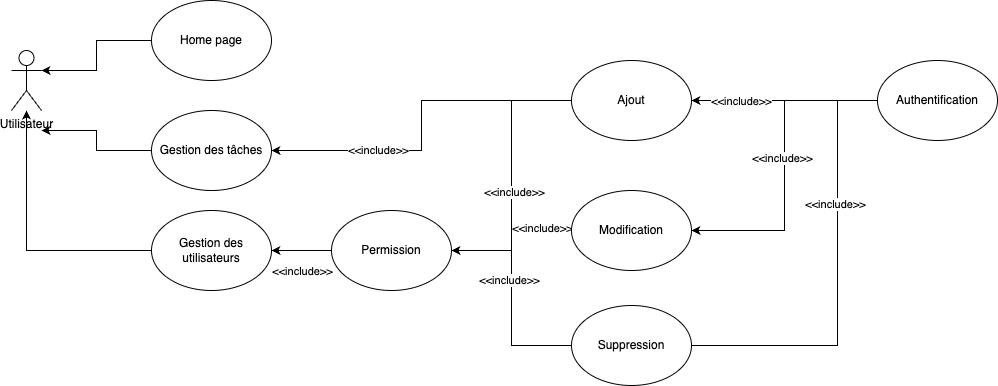 Home page
Utilisateur
Gestion des tâches
<<include>>
Ajout
<<include>>
Authentification
<<include>>
<<include>>
<<include>>
Gestion des
utilisateurs
<<include>>
Permission
<<include>>
Modification
<<include>>
Suppression